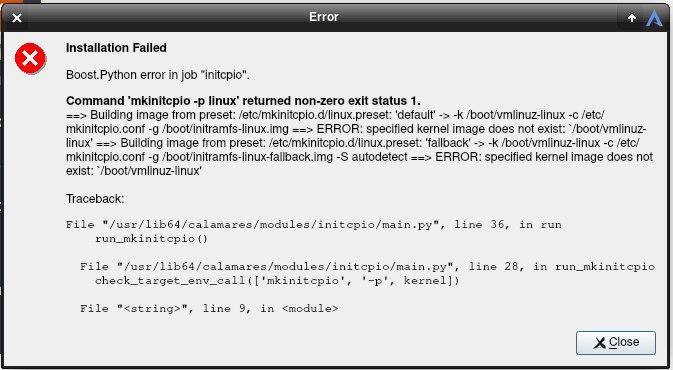 Error
Installation Failed
Boost.Python error in job "initcpio".
Command 'mkinitcpio -p linux' returned non-zero exit status 1.
==> Building image from preset: /etc/mkinitcpio.d/linux.preset: 'default' -> -k /boot/vmlinuz-linux -c /etc/
mkinitcpio.conf -g /boot/initramfs-linux.img ==> ERROR: specified kernel image does not exist: `/boot/vmlinuz-
linux' ==> Building image from preset: /etc/mkinitcpio.d/linux.preset: 'fallback' -> -k /boot/vmlinuz-linux -c /etc/
mkinitcpio.conf -g /boot/initramfs-linux-fallback.img -S autodetect ==> ERROR: specified kernel image does not
exist: `/boot/vmlinuz-linux'
Traceback:
File "/usr/lib64/calamares/modules/initcpio/main.py", line 36, in run
run_mkinitcpio()
File "/usr/lib64/calamares/modules/initcpio/main.py", line 28, in run_mkinitcpio
check_target_env_call(['mkinitcpio', '-p', kernel])
File "<string>", line 9, in <module>
Close